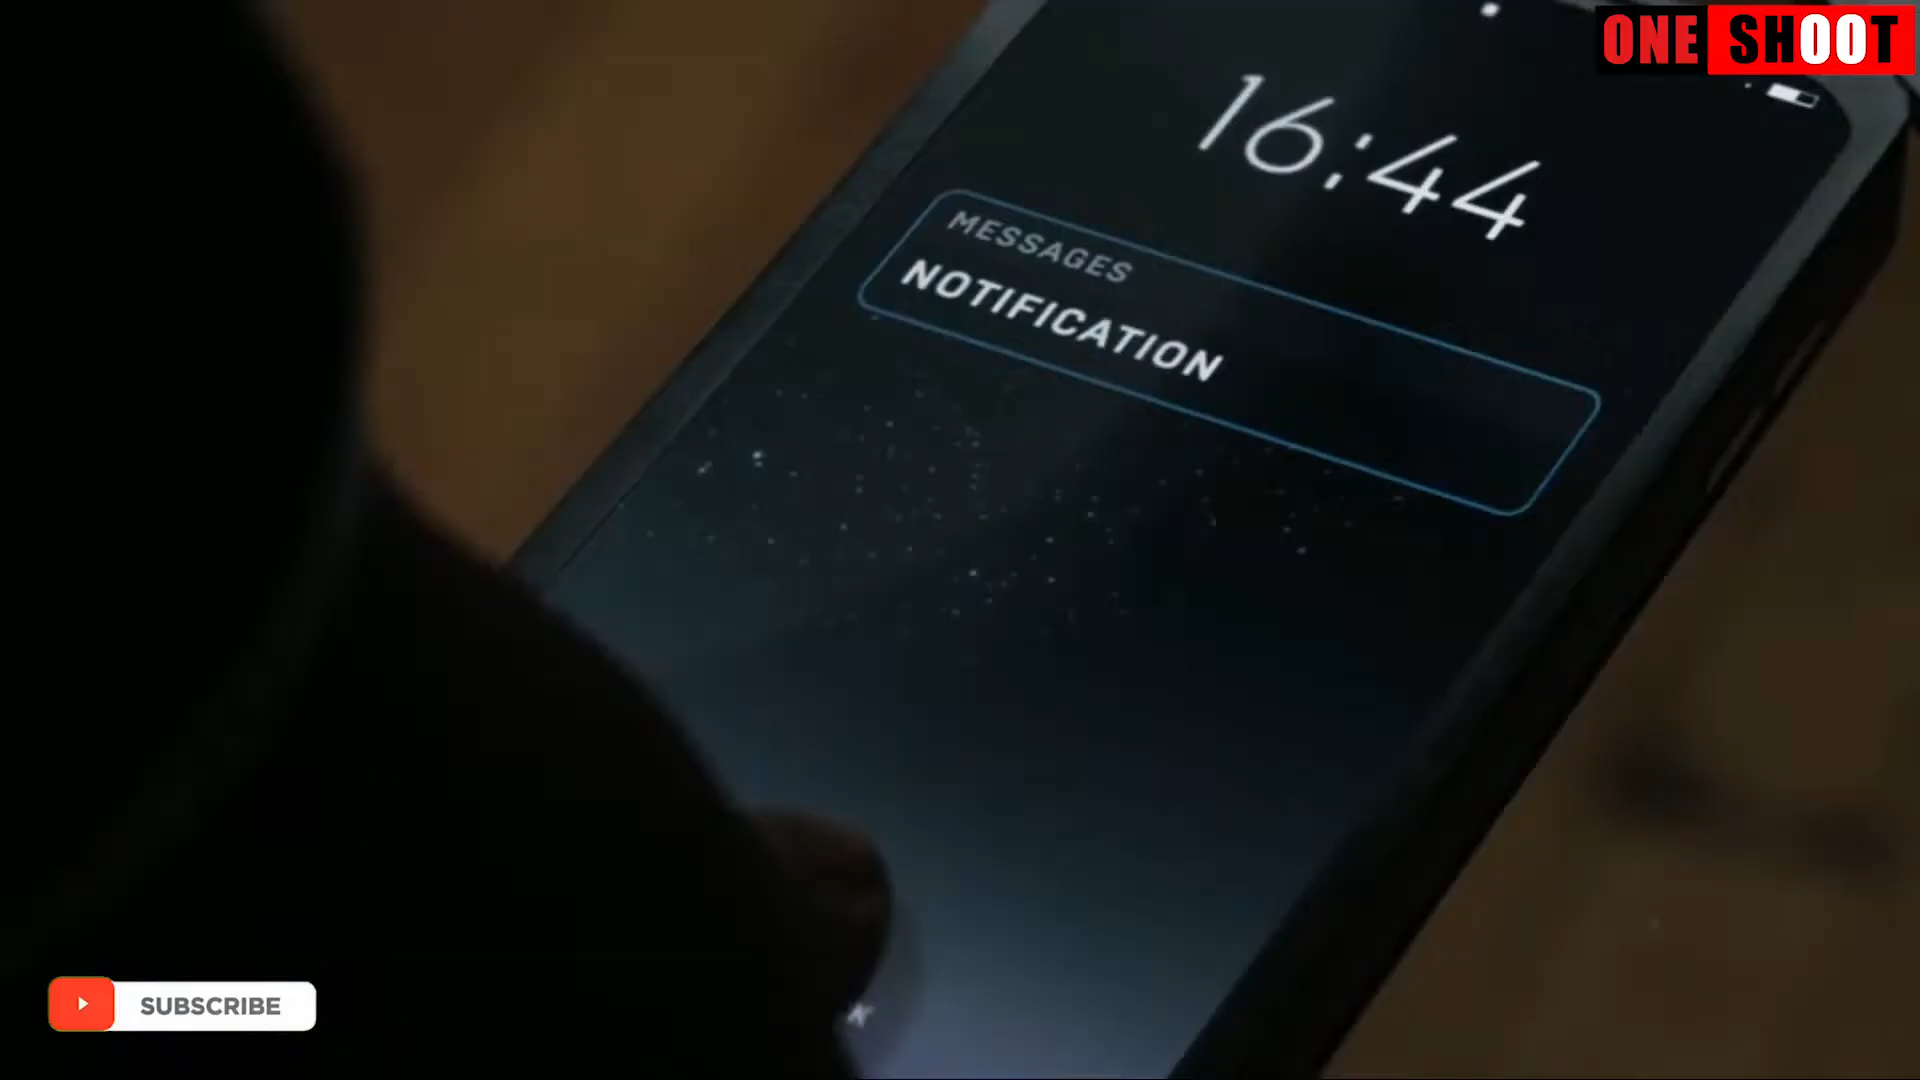 ONE SHOOT
16:44
MESSAGES
NOTIFICATION
K
SUBSCRIBE